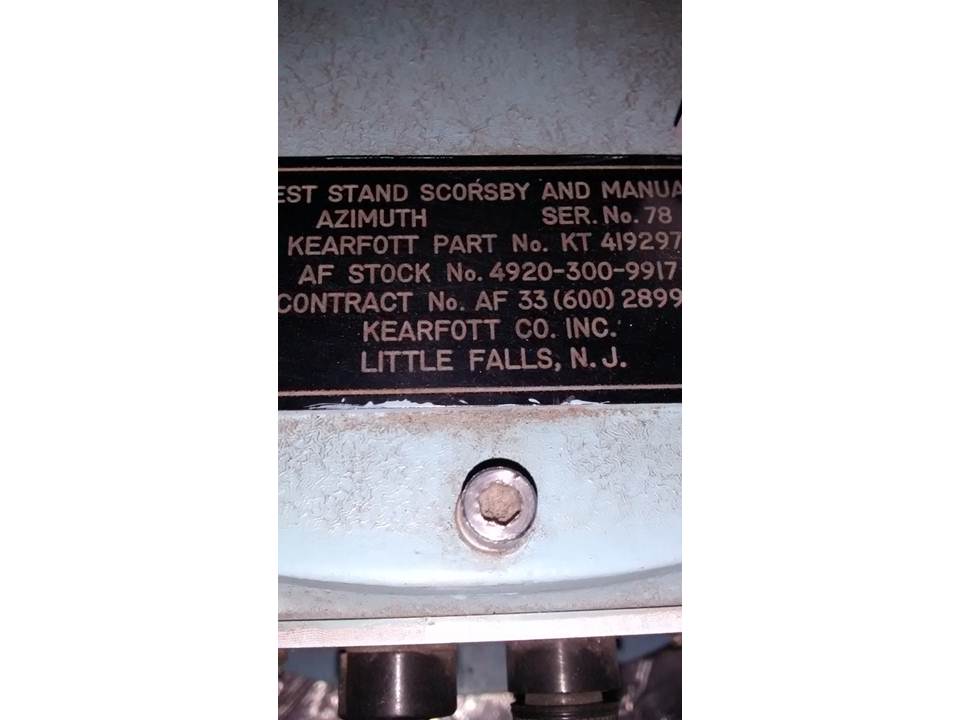 EST STAND SCORSBY AND MANUA
AZIMUTH SER. No. 78
KEARFOTT PART No. KT 419297
AF STOCK No. 4920-300-9917
CONTRACT No. AF 33 (600) 2899
KEARFOTT CO. INC.
LITTLE FALLS, N. J.